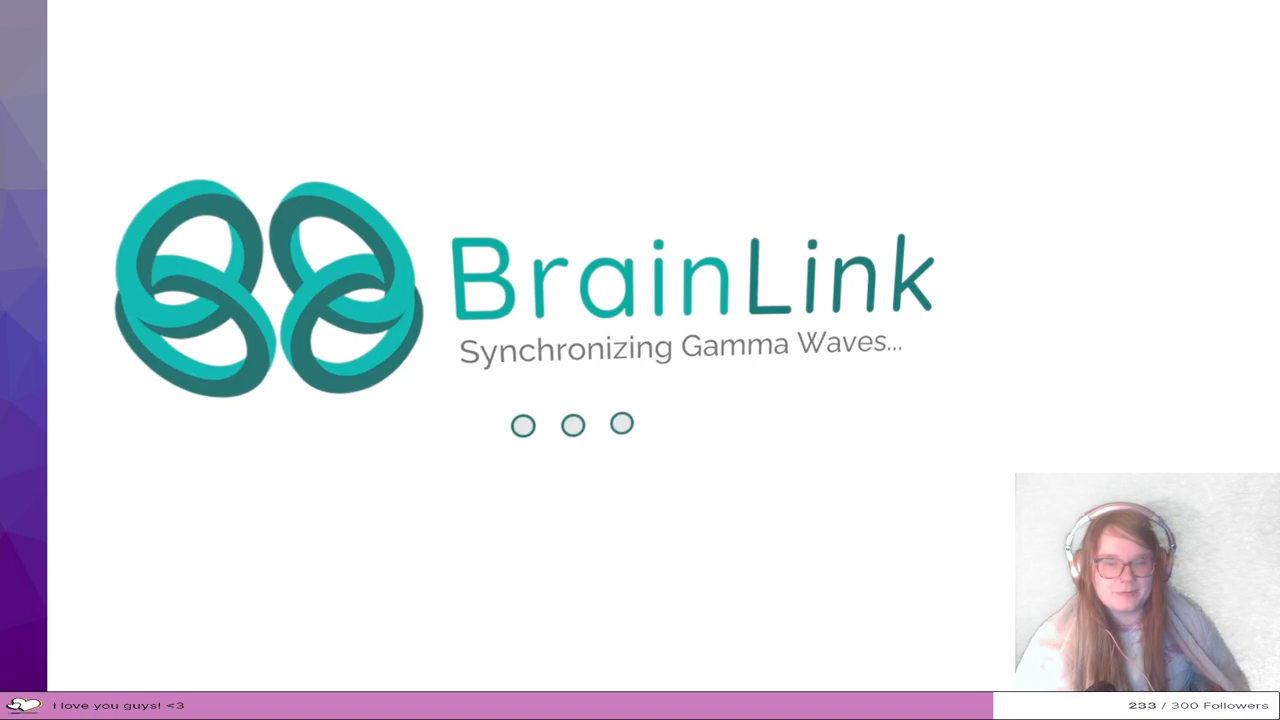 BrainLink
Synchronizing Gamma Waves...
I love you guys! <3
233 / 300 Followers